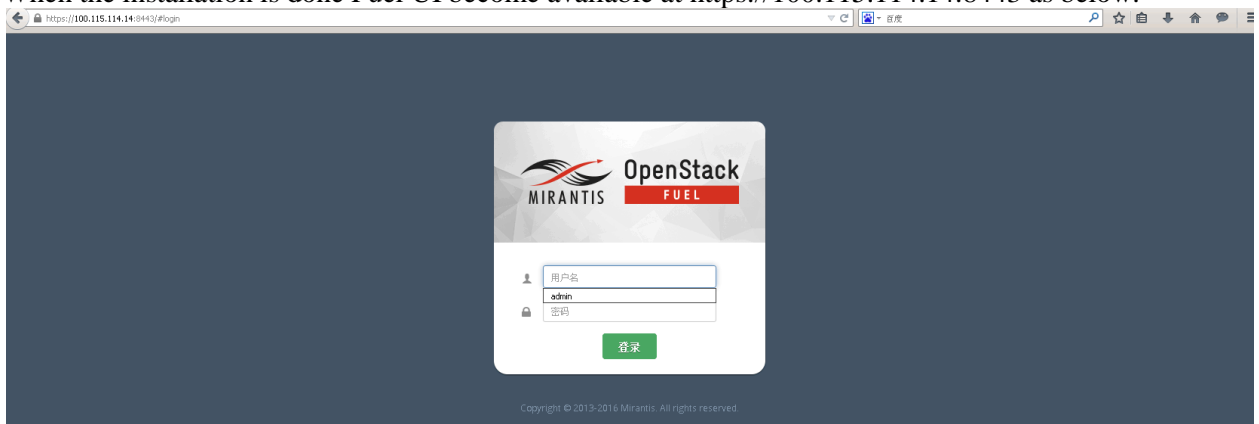 When the installation is done Fuel UI become available at https://100.115.114.14:8443 as below:
https://100.115.114.14:8443/#login
百度
MIRANTIS
OpenStack
FUEL
用户名
admin
密码
登录
Copyright © 2013-2016 Mirantis. All rights reserved.